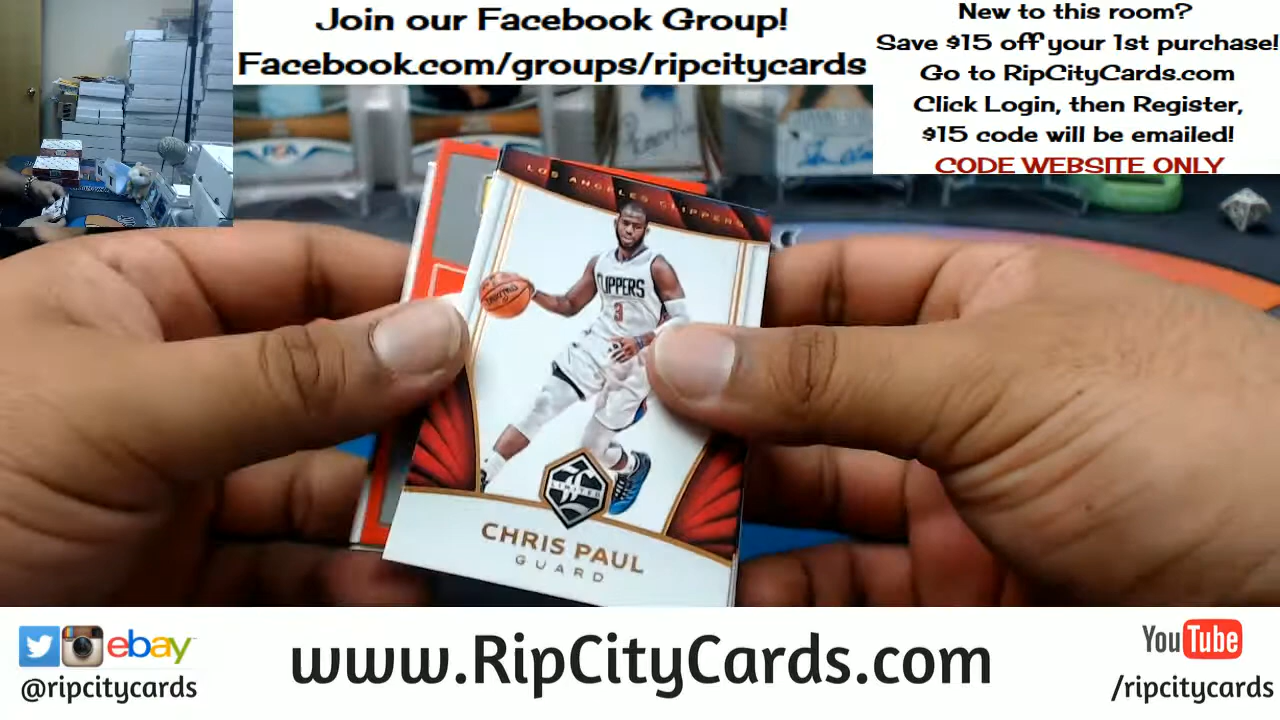 Join our Facebook Group!
Facebook.com/groups/ripcitycards
New to this room?
Save $15 off your 1st purchase!
Go to RipCityCards.com
Click Login, then Register,
$15 code will be emailed!
CODE WEBSITE ONLY
LOS ANGELES CLIPPERS
CLIPPERS
3
LIMITED
CHRIS PAUL
GUARD
ebay
@ripcitycards
www.RipCityCards.com
YouTube
/ripcitycards